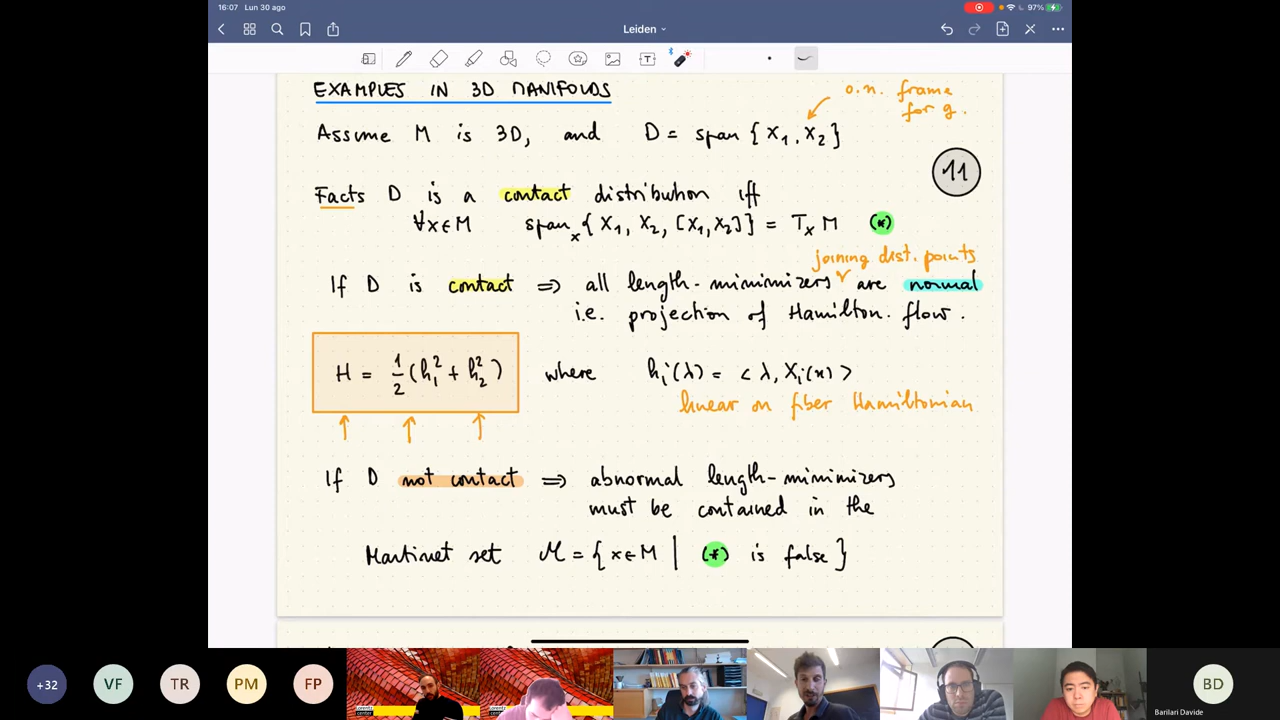 16:07 Lun 30 ago
97%
Leiden
EXAMPLES IN 3D MANIFOLDS
o.n. frame
for g.
Assume M is 3D, and D = span { X₁, X₂ }
11
Facts D is a contact distribution iff
∀x∈M spanₓ{ X₁, X₂, [X₁,X₂]} = TₓM (*)
joining dist. points
If D is contact ⟹ all length-minimizers are normal
i.e. projection of Hamilton. flow.
H = 1/2 (h₁² + h₂²) where hᵢ(λ) = <λ, Xᵢ(x)>
linear on fiber Hamiltonian
If D not contact ⟹ abnormal length-minimizers
must be contained in the
Martinet set M = { x∈M | (*) is false }
+32
VF
TR
PM
FP
BD
Barilari Davide